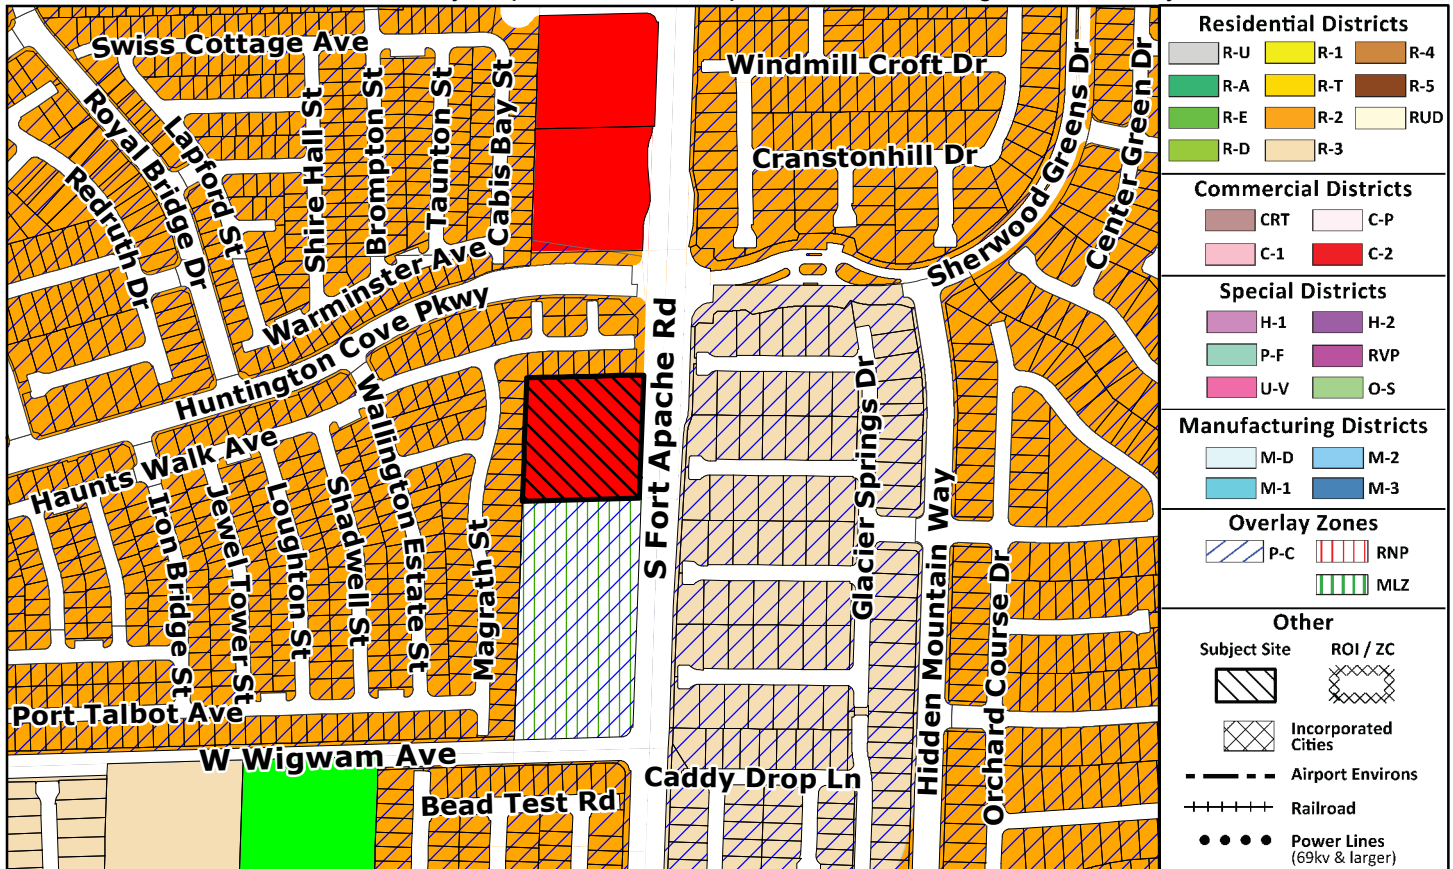 Swiss Cottage Ave
Royal Bridge Dr
Lapford St
Redruth Dr
Shire Hall St
Brompton St
Taunton St
Cabis Bay St
Warminster Ave
Huntington Cove Pkwy
Haunts Walk Ave
Iron Bridge St
Jewel Tower St
Loughton St
Shadwell St
Wallington Estate St
Magrath St
Port Talbot Ave
W Wigwam Ave
Bead Test Rd
S Fort Apache Rd
Windmill Croft Dr
Cranstonhill Dr
Sherwood Greens Dr
Center Green Dr
Glacier Springs Dr
Hidden Mountain Way
Orchard Course Dr
Caddy Drop Ln
Residential Districts
R-U R-1 R-4
R-A R-T R-5
R-E R-2 RUD
R-D R-3
Commercial Districts
CRT C-P
C-1 C-2
Special Districts
H-1 H-2
P-F RVP
U-V O-S
Manufacturing Districts
M-D M-2
M-1 M-3
Overlay Zones
P-C RNP
MLZ
Other
Subject Site ROI / ZC
Incorporated
Cities
Airport Environs
Railroad
Power Lines
(69kv & larger)